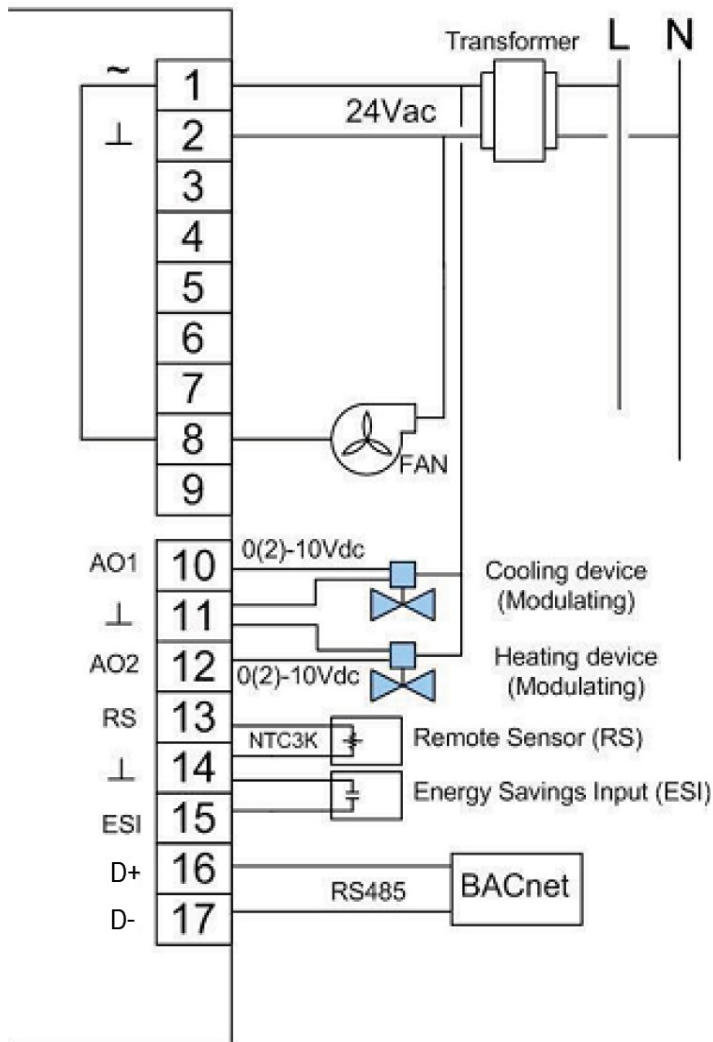 Transformer L N
~ 1
24Vac
⊥ 2
3
4
5
6
7
8
FAN
9
AO1 10 0(2)-10Vdc
Cooling device
(Modulating)
⊥ 11
AO2 12 0(2)-10Vdc
Heating device
(Modulating)
RS 13
NTC3K Remote Sensor (RS)
⊥ 14
Energy Savings Input (ESI)
ESI 15
D+ 16
RS485 BACnet
D- 17